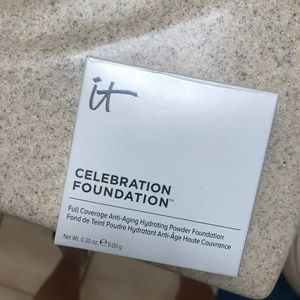 it
CELEBRATION
FOUNDATION™
Full Coverage Anti-Aging Hydrating Powder Foundation
Fond de Teint Poudre Hydratant Anti-Âge Haute Couvrance
Net Wt. 0.30 oz. ℮ 9.00 g